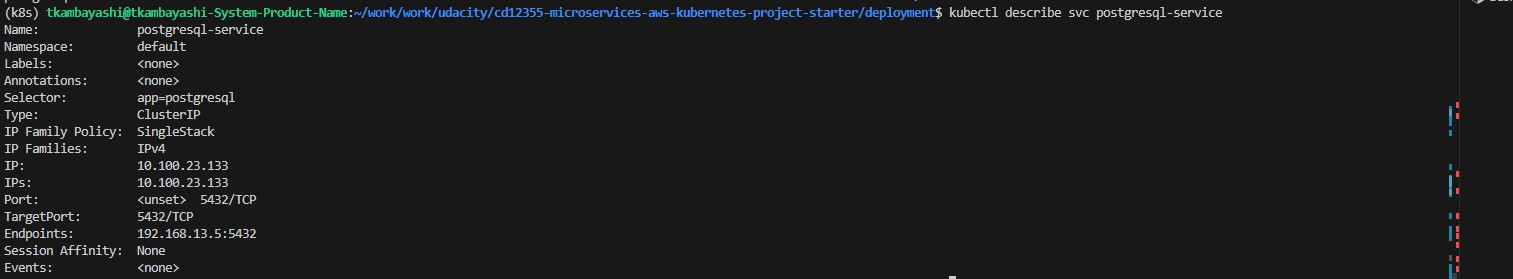 (k8s) tkambayashi@tkambayashi-System-Product-Name:~/work/work/udacity/cd12355-microservices-aws-kubernetes-project-starter/deployment$ kubectl describe svc postgresql-service
Name:              postgresql-service
Namespace:         default
Labels:            <none>
Annotations:       <none>
Selector:          app=postgresql
Type:              ClusterIP
IP Family Policy:  SingleStack
IP Families:       IPv4
IP:                10.100.23.133
IPs:               10.100.23.133
Port:              <unset>  5432/TCP
TargetPort:        5432/TCP
Endpoints:         192.168.13.5:5432
Session Affinity:  None
Events:            <none>